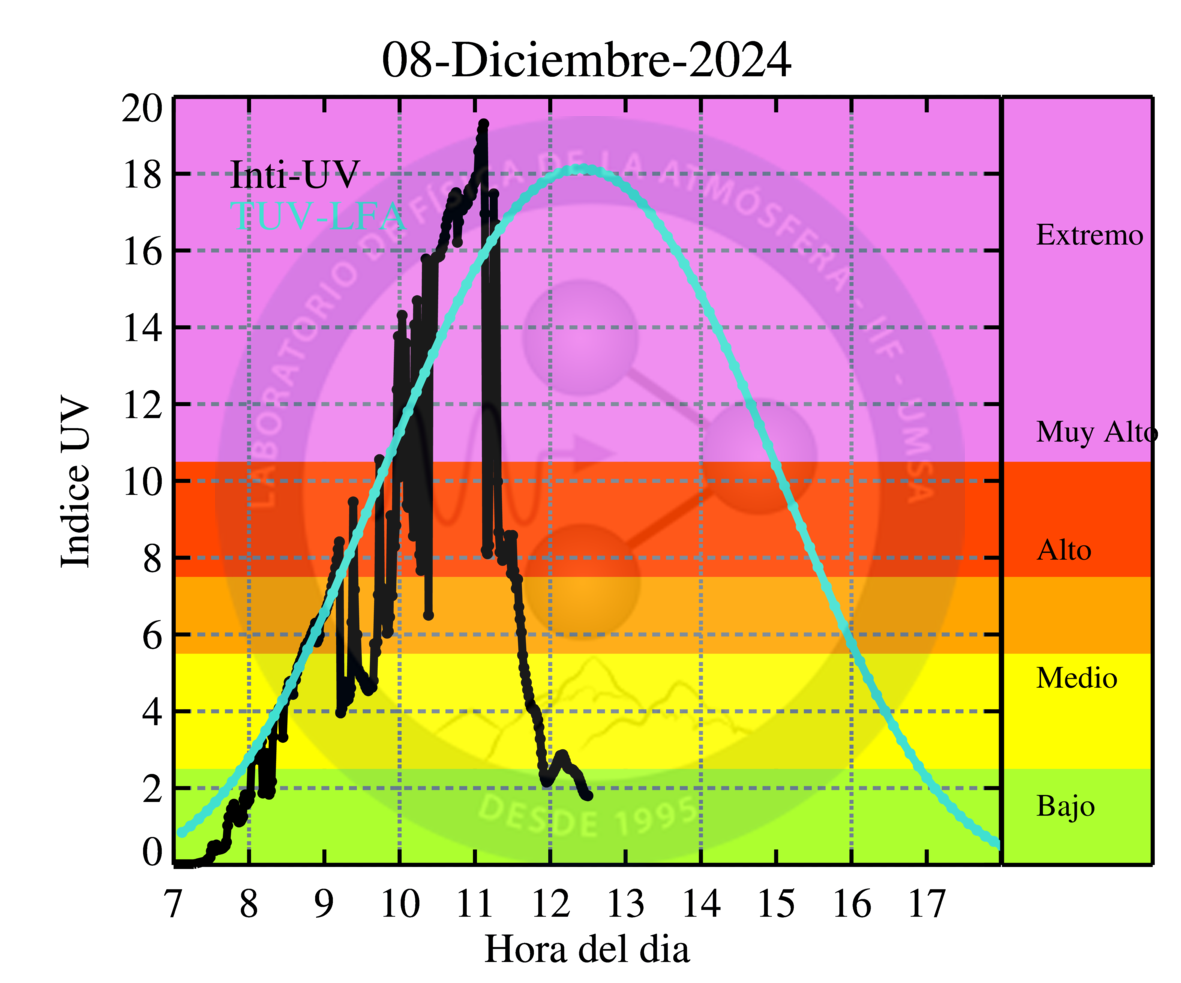 08-Diciembre-2024
Inti-UV
TUV-LFA
Indice UV
20
18
16
14
12
10
8
6
4
2
0
7 8 9 10 11 12 13 14 15 16 17
Hora del dia
Extremo
Muy Alto
Alto
Medio
Bajo
LABORATORIO DE FÍSICA DE LA ATMÓSFERA - IIF - UMSA
DESDE 1995